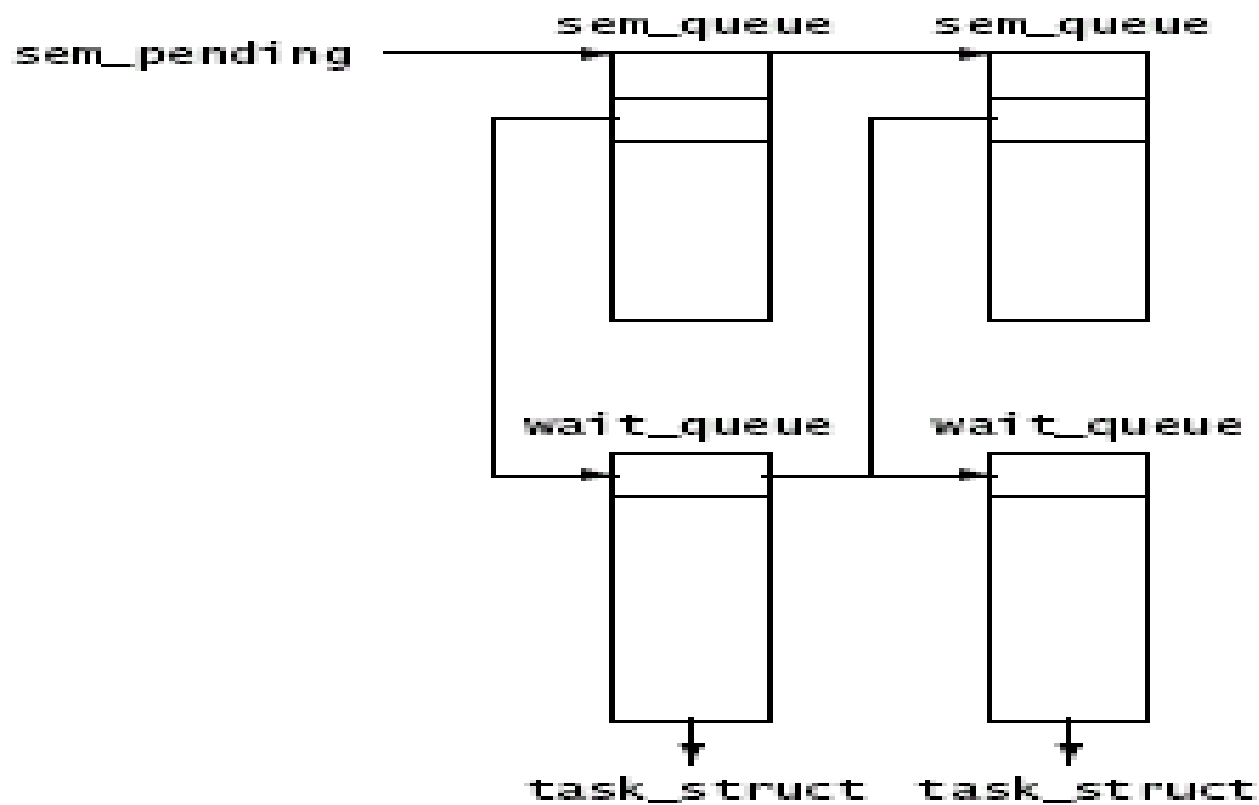 sem_queue sem_queue
sem_pending
wait_queue wait_queue
task_struct task_struct